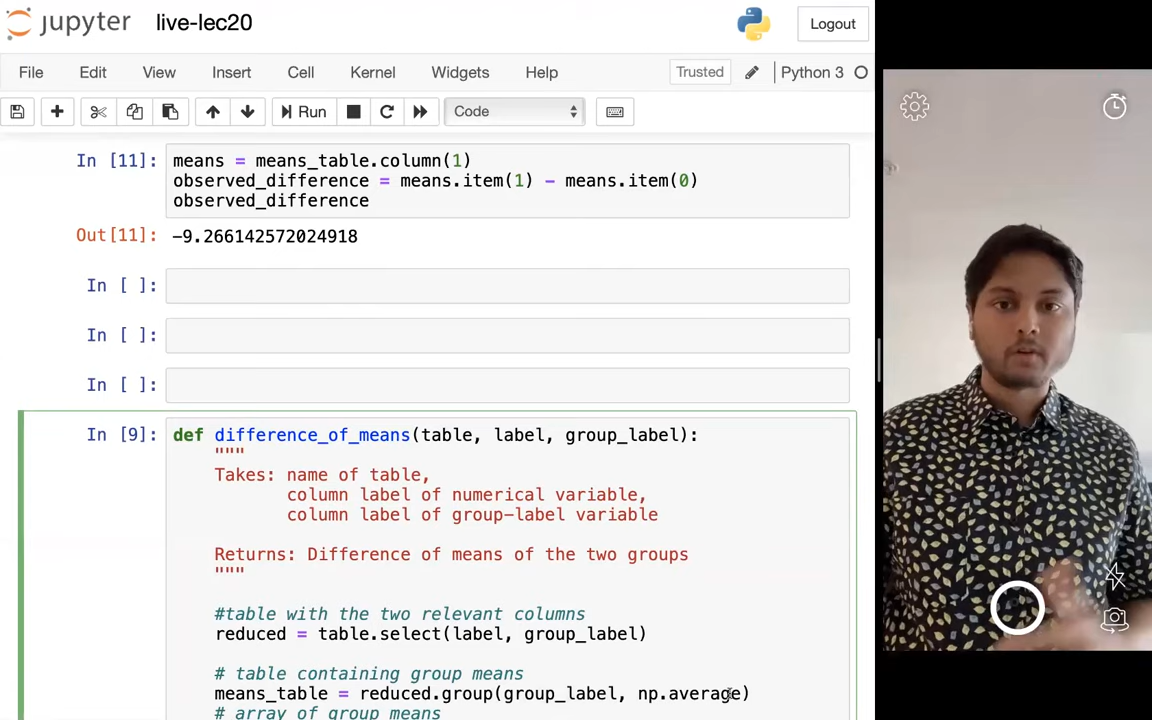 jupyter live-lec20 Logout
File Edit View Insert Cell Kernel Widgets Help Trusted Python 3
Run Code
In [11]: means = means_table.column(1)
observed_difference = means.item(1) - means.item(0)
observed_difference
Out[11]: -9.266142572024918
In [ ]:
In [ ]:
In [ ]:
In [9]: def difference_of_means(table, label, group_label):
"""
Takes: name of table,
column label of numerical variable,
column label of group-label variable
Returns: Difference of means of the two groups
"""
#table with the two relevant columns
reduced = table.select(label, group_label)
# table containing group means
means_table = reduced.group(group_label, np.average)
# array of group means